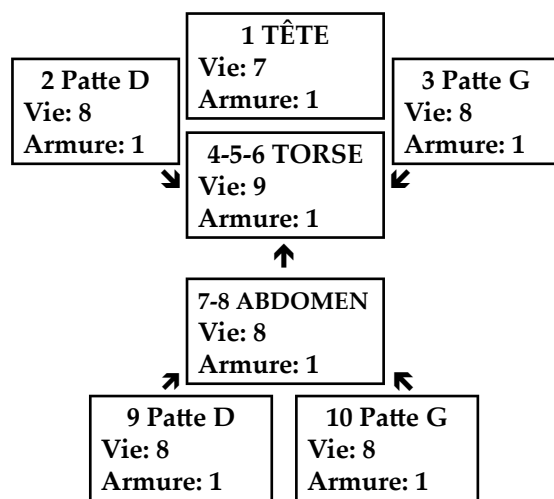 1 TÊTE
Vie: 7
Armure: 1
2 Patte D
Vie: 8
Armure: 1
3 Patte G
Vie: 8
Armure: 1
4-5-6 TORSE
Vie: 9
Armure: 1
7-8 ABDOMEN
Vie: 8
Armure: 1
9 Patte D
Vie: 8
Armure: 1
10 Patte G
Vie: 8
Armure: 1